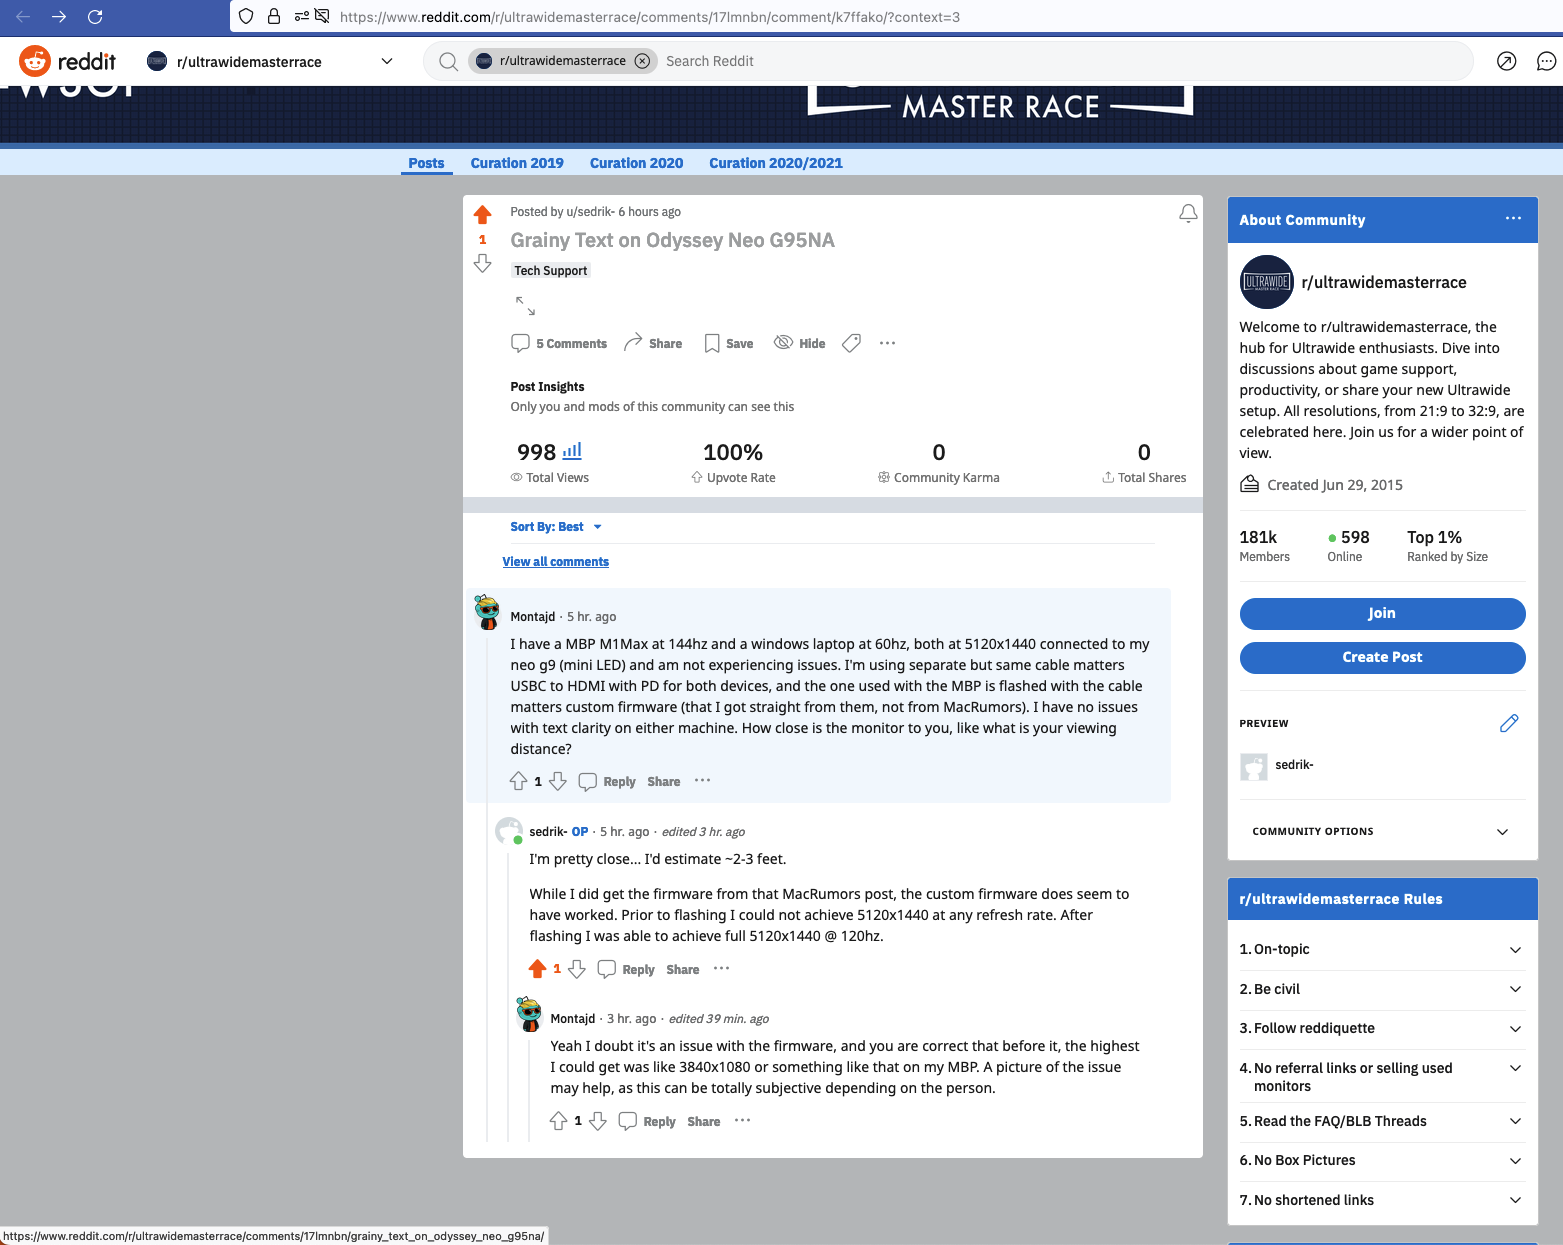 https://www.reddit.com/r/ultrawidemasterrace/comments/17lmnbn/comment/k7ffako/?context=3
reddit
r/ultrawidemasterrace
r/ultrawidemasterrace
Search Reddit
MASTER RACE
Posts
Curation 2019
Curation 2020
Curation 2020/2021
Posted by u/sedrik- 6 hours ago
1
Grainy Text on Odyssey Neo G95NA
Tech Support
5 Comments
Share
Save
Hide
Post Insights
Only you and mods of this community can see this
998
Total Views
100%
Upvote Rate
0
Community Karma
0
Total Shares
Sort By: Best
View all comments
Montajd · 5 hr. ago
I have a MBP M1Max at 144hz and a windows laptop at 60hz, both at 5120x1440 connected to my
neo g9 (mini LED) and am not experiencing issues. I'm using separate but same cable matters
USBC to HDMI with PD for both devices, and the one used with the MBP is flashed with the cable
matters custom firmware (that I got straight from them, not from MacRumors). I have no issues
with text clarity on either machine. How close is the monitor to you, like what is your viewing
distance?
1
Reply
Share
sedrik- OP · 5 hr. ago · edited 3 hr. ago
I'm pretty close... I'd estimate ~2-3 feet.
While I did get the firmware from that MacRumors post, the custom firmware does seem to
have worked. Prior to flashing I could not achieve 5120x1440 at any refresh rate. After
flashing I was able to achieve full 5120x1440 @ 120hz.
1
Reply
Share
Montajd · 3 hr. ago · edited 39 min. ago
Yeah I doubt it's an issue with the firmware, and you are correct that before it, the highest
I could get was like 3840x1080 or something like that on my MBP. A picture of the issue
may help, as this can be totally subjective depending on the person.
1
Reply
Share
About Community
ULTRAWIDE
MASTER RACE
r/ultrawidemasterrace
Welcome to r/ultrawidemasterrace, the
hub for Ultrawide enthusiasts. Dive into
discussions about game support,
productivity, or share your new Ultrawide
setup. All resolutions, from 21:9 to 32:9, are
celebrated here. Join us for a wider point of
view.
Created Jun 29, 2015
181k
Members
598
Online
Top 1%
Ranked by Size
Join
Create Post
PREVIEW
sedrik-
COMMUNITY OPTIONS
r/ultrawidemasterrace Rules
1. On-topic
2. Be civil
3. Follow reddiquette
4. No referral links or selling used
monitors
5. Read the FAQ/BLB Threads
6. No Box Pictures
7. No shortened links
https://www.reddit.com/r/ultrawidemasterrace/comments/17lmnbn/grainy_text_on_odyssey_neo_g95na/